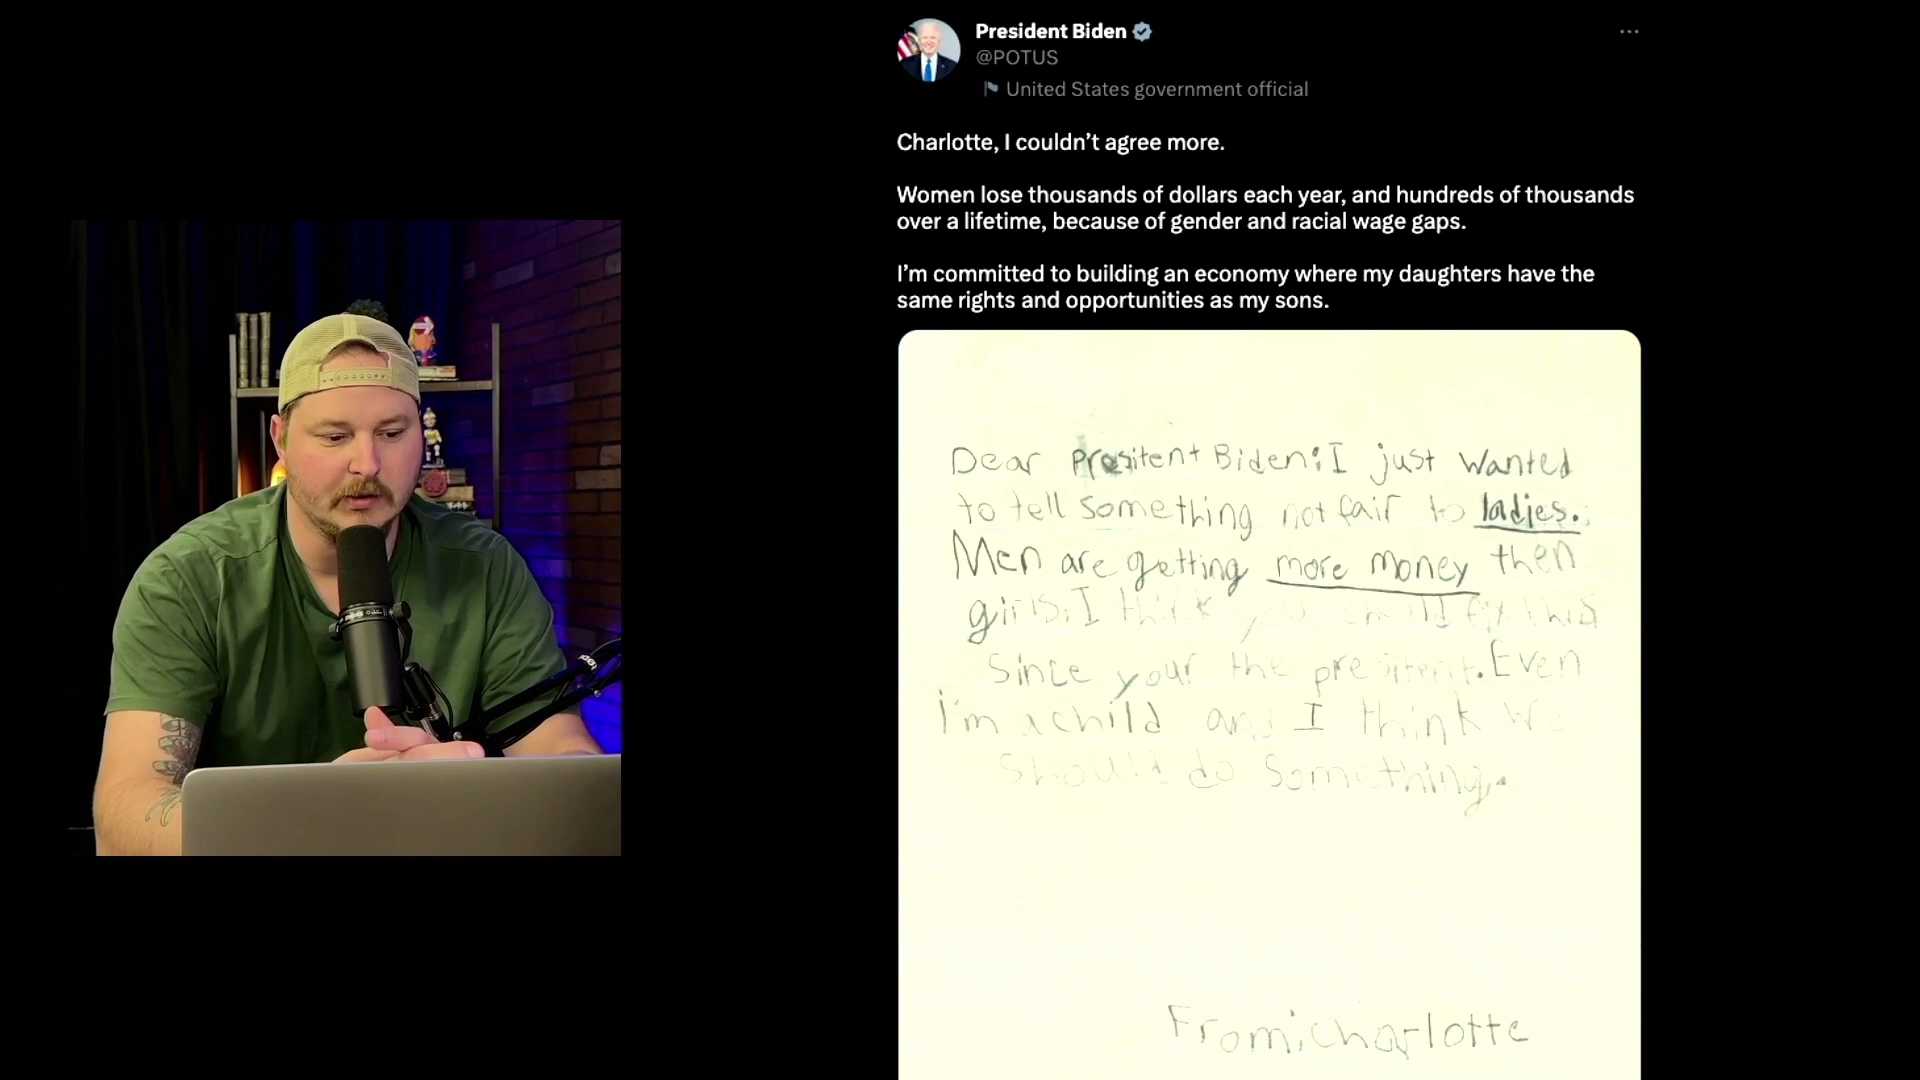 President Biden
@POTUS
United States government official
Charlotte, I couldn’t agree more.
Women lose thousands of dollars each year, and hundreds of thousands
over a lifetime, because of gender and racial wage gaps.
I’m committed to building an economy where my daughters have the
same rights and opportunities as my sons.
Dear Presitent Biden: I just wanted
to tell something not fair to ladies.
Men are getting more money then
girls. I think you this
Since your the presitent. Even
I'm a child and I think We
Should do Something.
From: charlotte